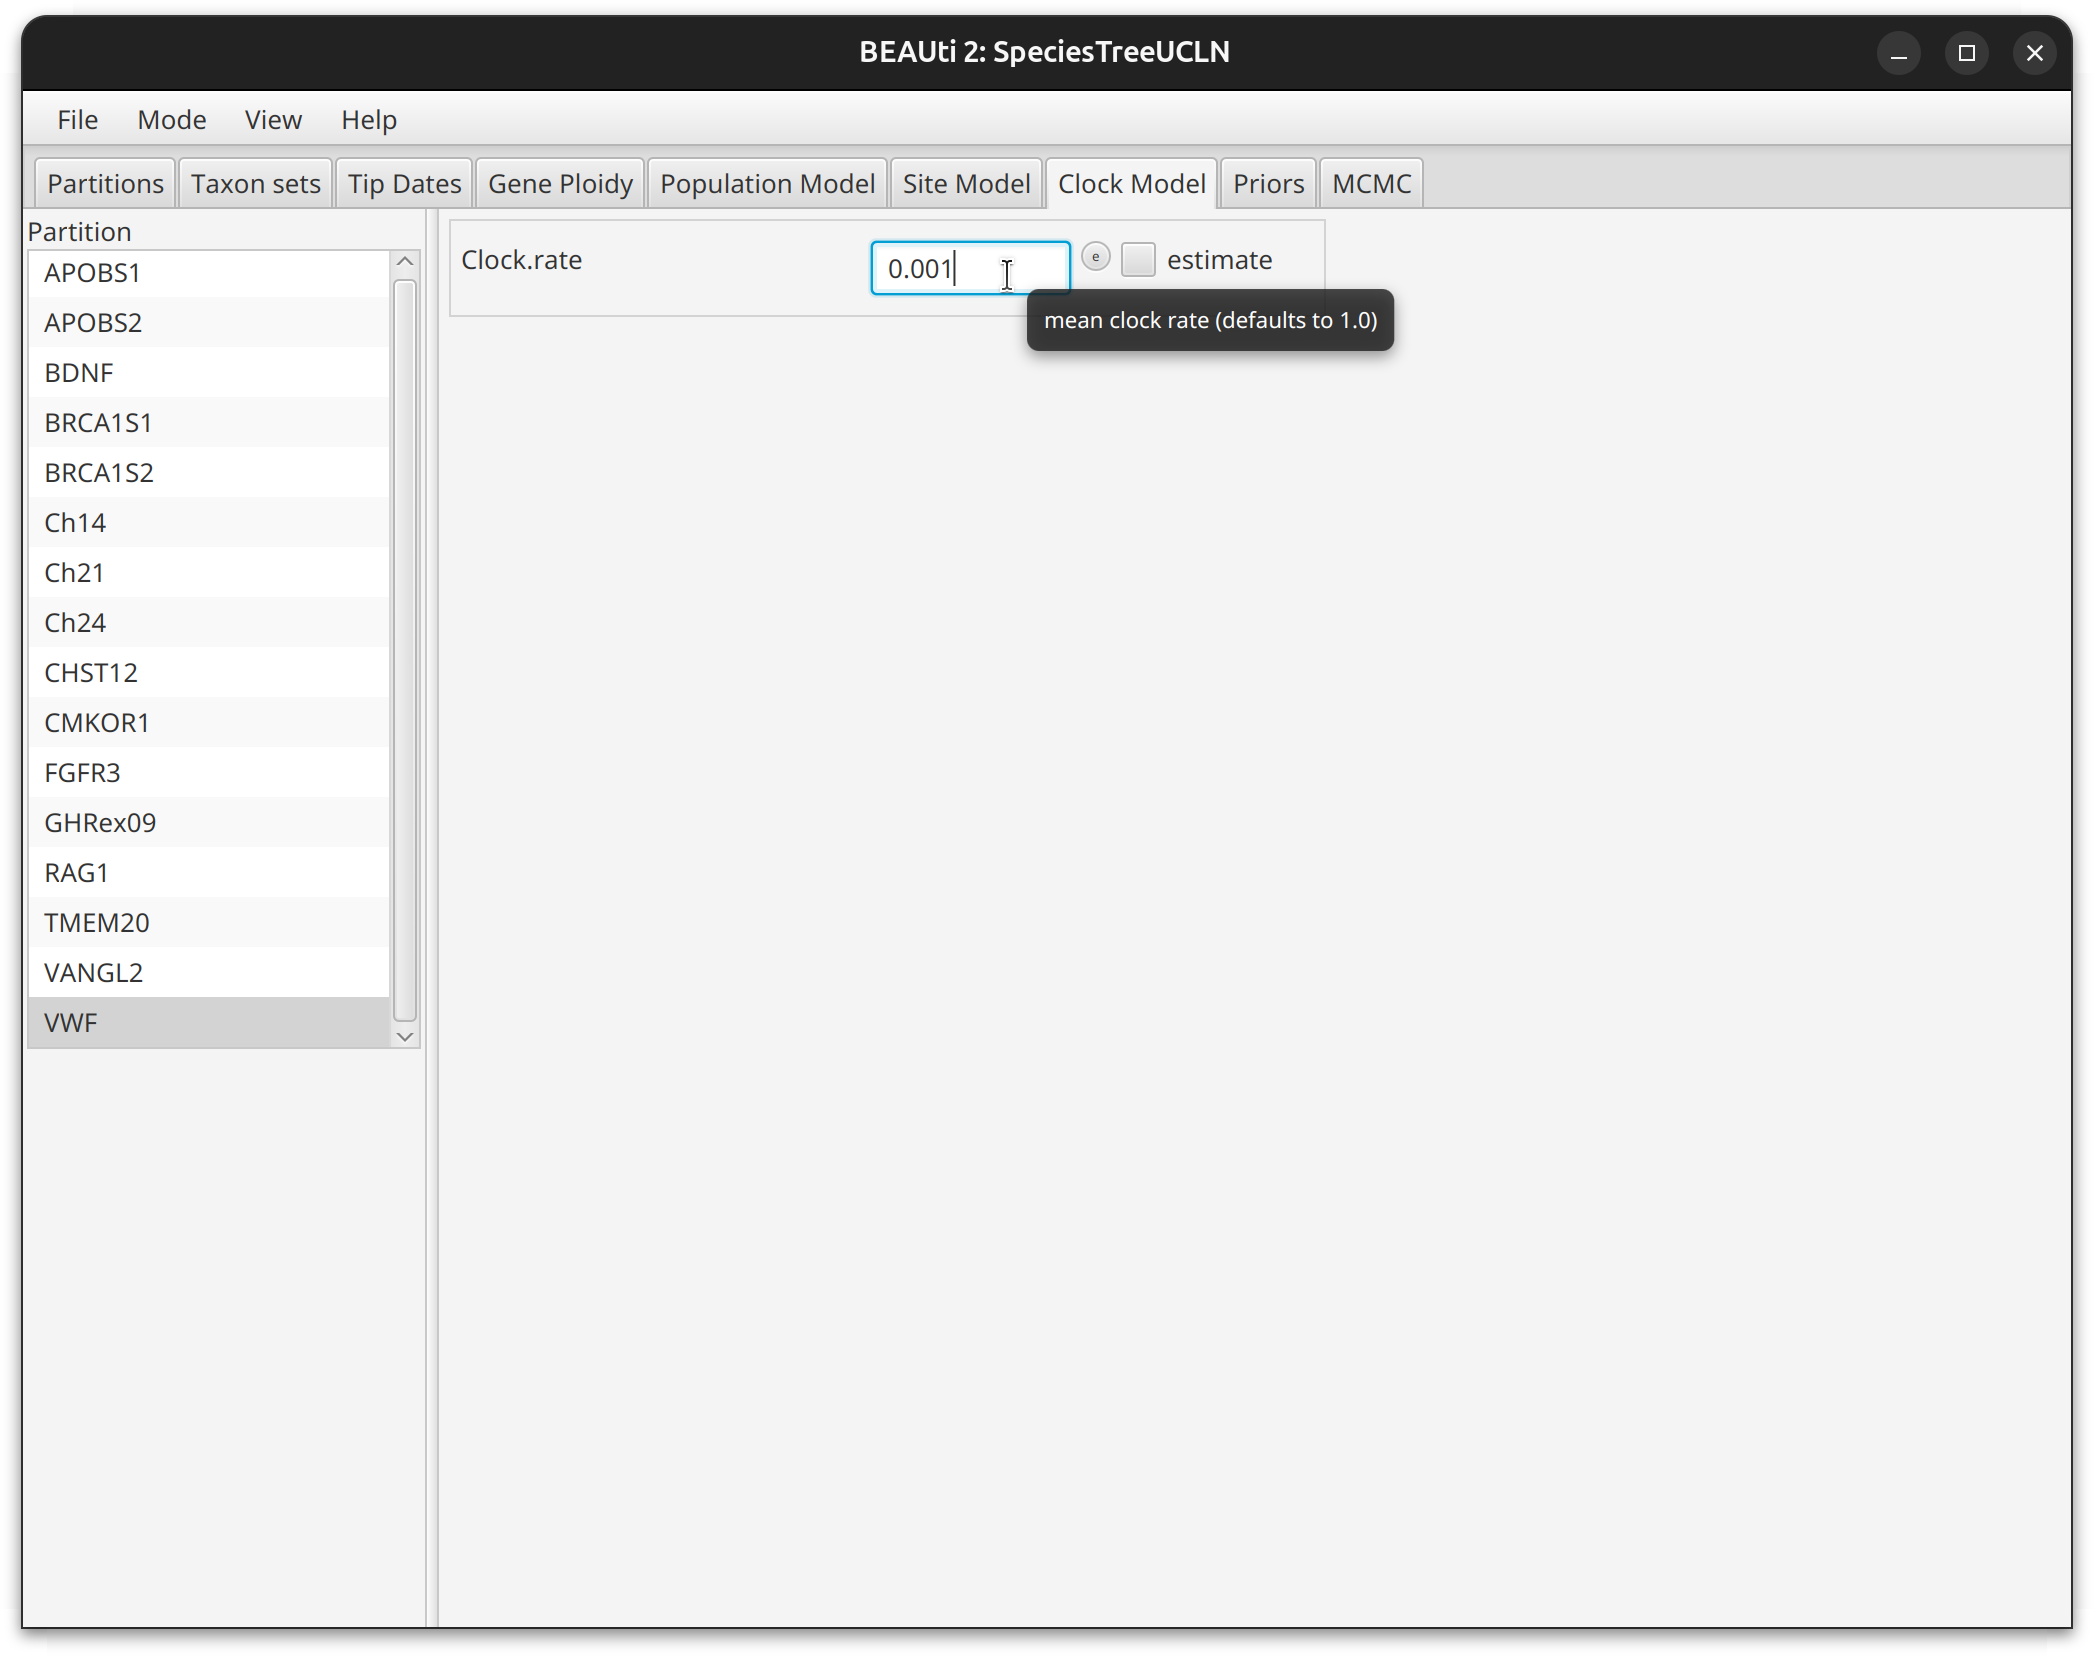 BEAUti 2: SpeciesTreeUCLN
File Mode View Help
Partitions Taxon sets Tip Dates Gene Ploidy Population Model Site Model Clock Model Priors MCMC
Partition
APOBS1
APOBS2
BDNF
BRCA1S1
BRCA1S2
Ch14
Ch21
Ch24
CHST12
CMKOR1
FGFR3
GHRex09
RAG1
TMEM20
VANGL2
VWF
Clock.rate 0.001 e estimate
mean clock rate (defaults to 1.0)